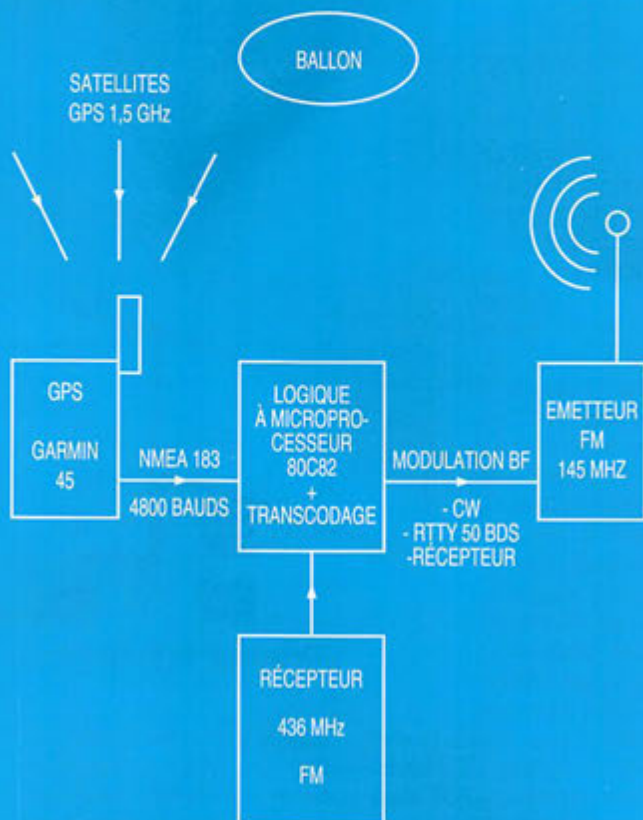 BALLON
SATELLITES
GPS 1,5 GHz
GPS
GARMIN
45
NMEA 183
4800 BAUDS
LOGIQUE
À MICROPRO-
CESSEUR
80C82
+
TRANSCODAGE
MODULATION BF
- CW
- RTTY 50 BDS
-RÉCEPTEUR
EMETTEUR
FM
145 MHZ
RÉCEPTEUR
436 MHz
FM